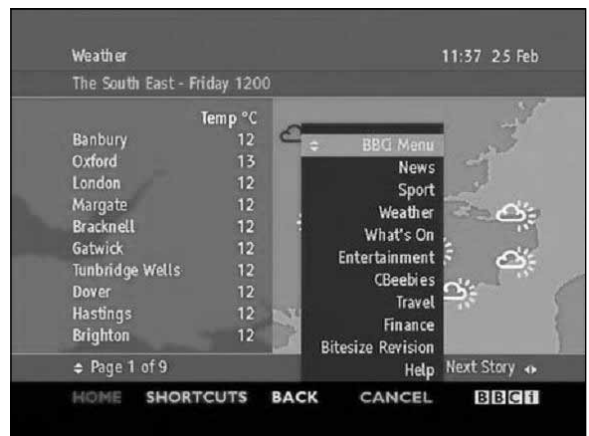 Weather 11:37 25 Feb
The South East - Friday 1200
Temp °C
Banbury 12
Oxford 13
London 12
Margate 12
Bracknell 12
Gatwick 12
Tunbridge Wells 12
Dover 12
Hastings 12
Brighton 12
BBCi Menu
News
Sport
Weather
What's On
Entertainment
CBeebies
Travel
Finance
Bitesize Revision
Help
Page 1 of 9 Next Story
HOME SHORTCUTS BACK CANCEL BBCi